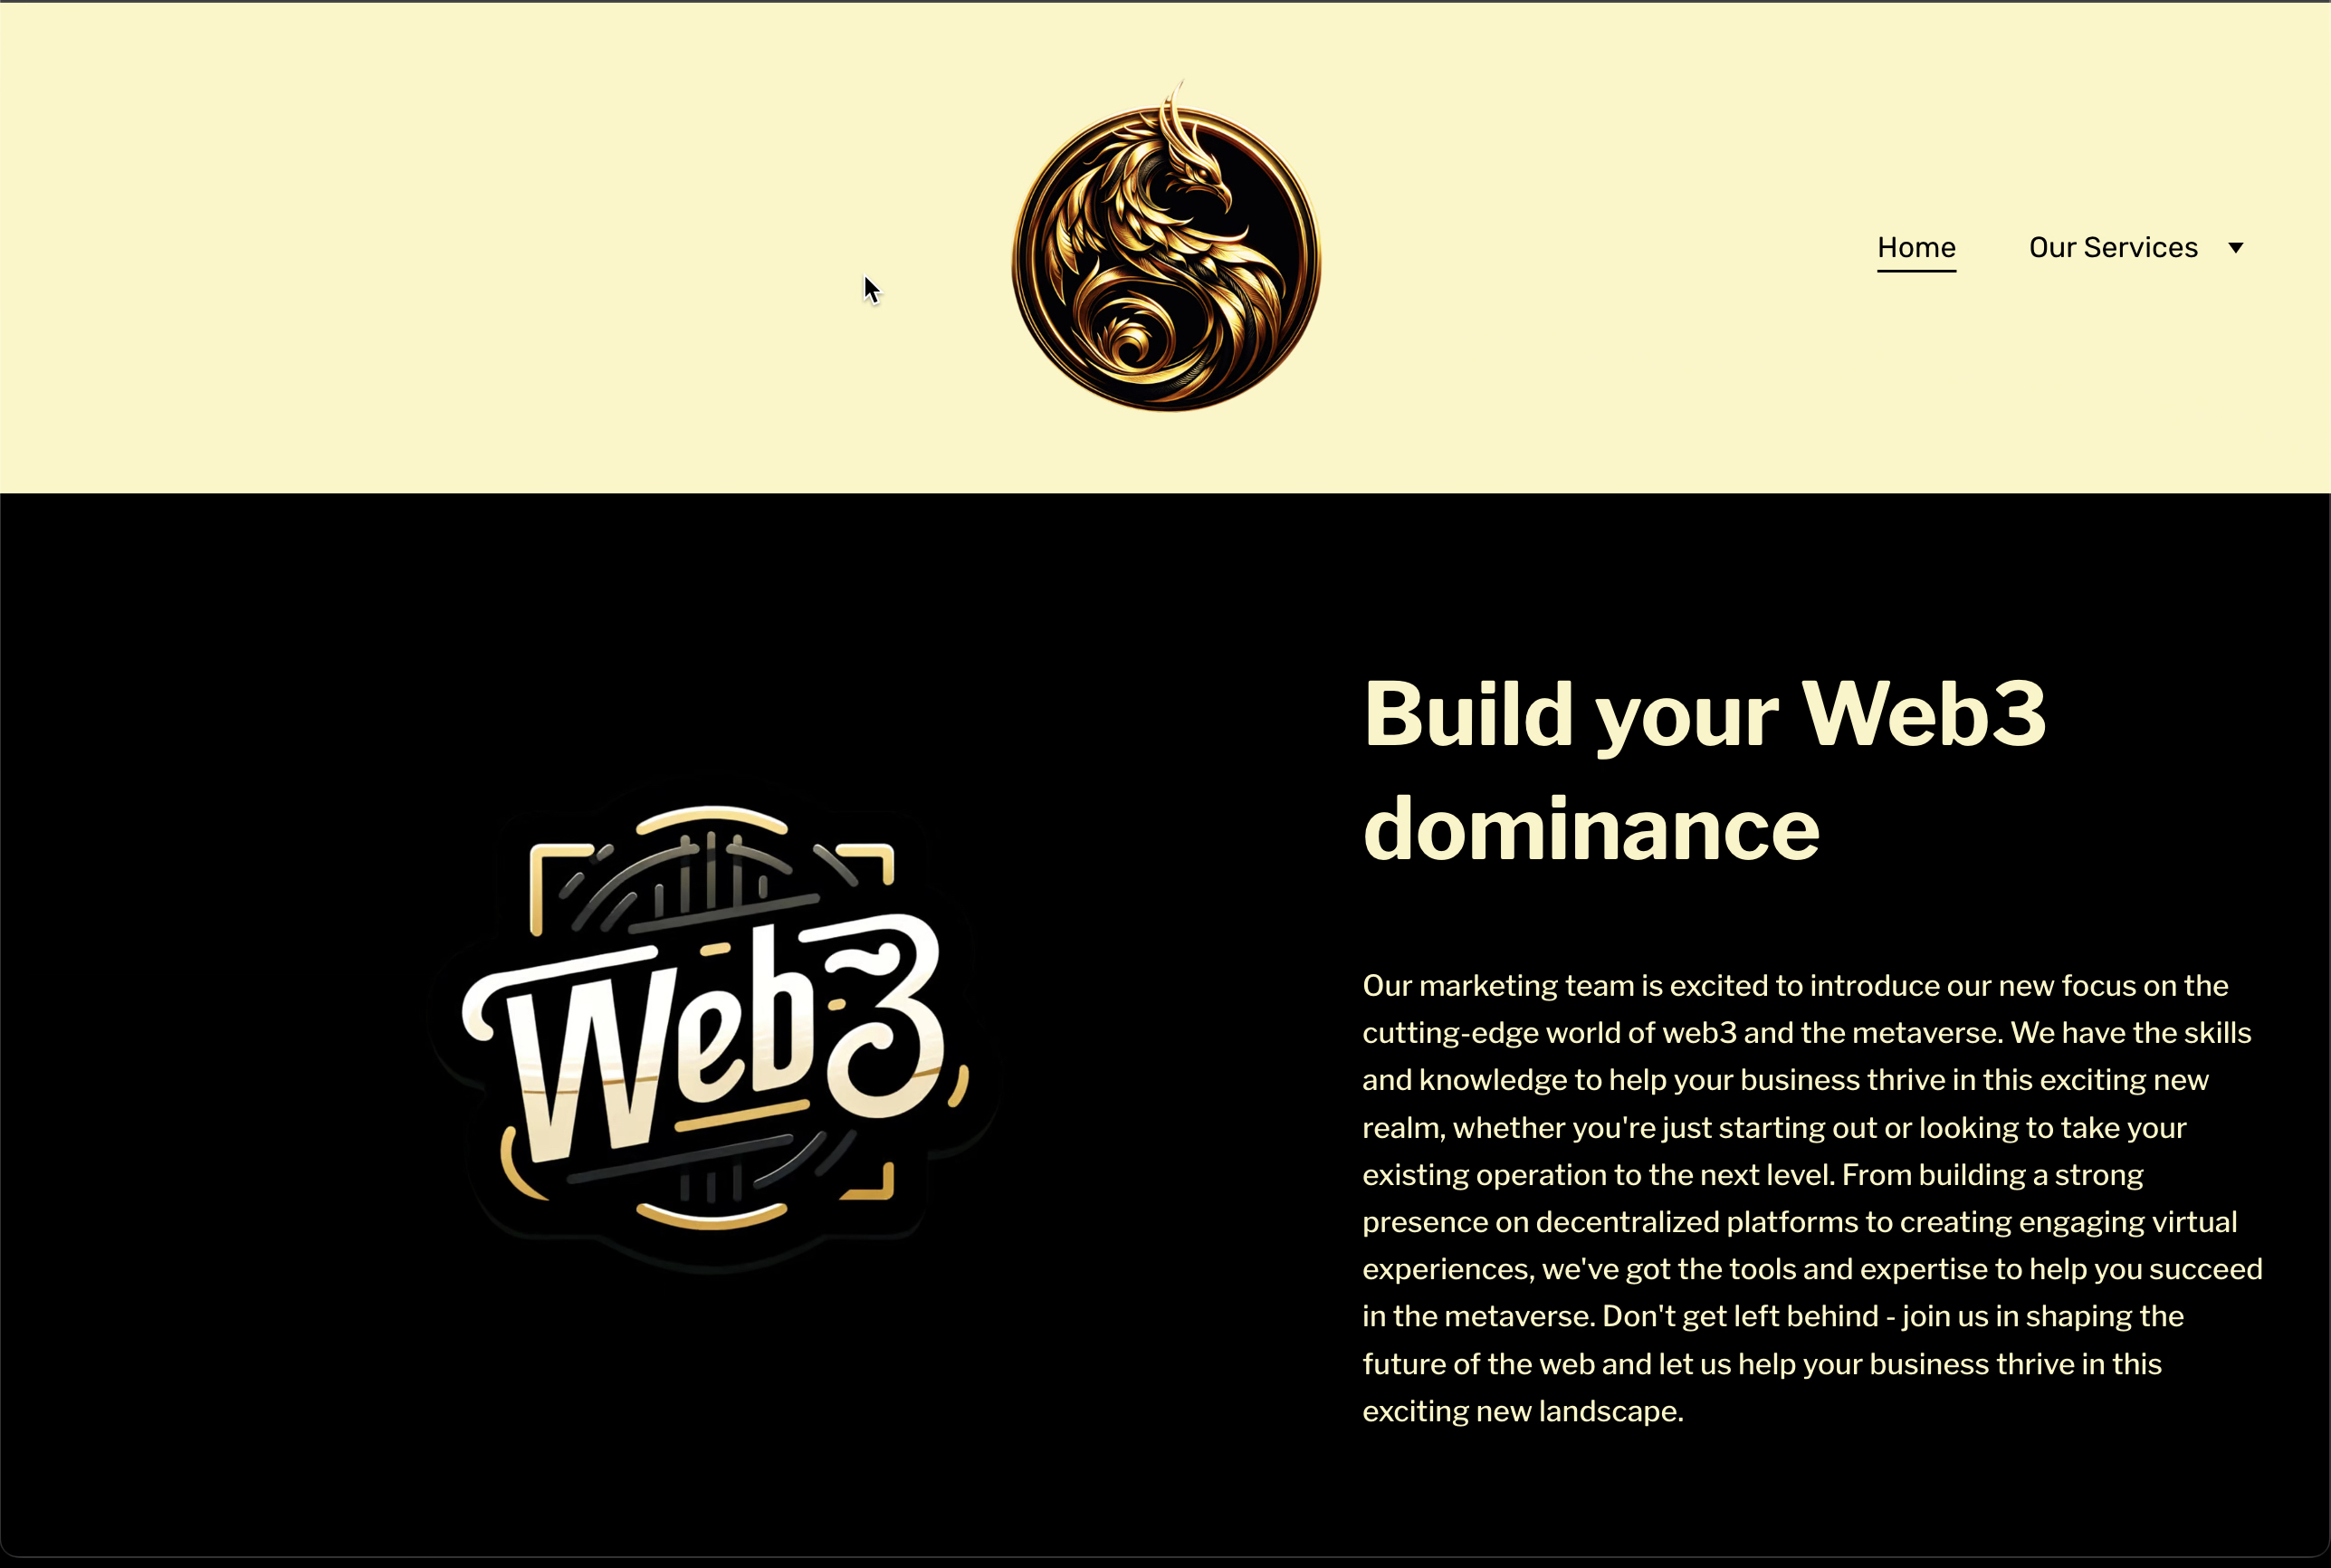 Home
Our Services
Build your Web3
dominance
Web3
Our marketing team is excited to introduce our new focus on the
cutting-edge world of web3 and the metaverse. We have the skills
and knowledge to help your business thrive in this exciting new
realm, whether you're just starting out or looking to take your
existing operation to the next level. From building a strong
presence on decentralized platforms to creating engaging virtual
experiences, we've got the tools and expertise to help you succeed
in the metaverse. Don't get left behind - join us in shaping the
future of the web and let us help your business thrive in this
exciting new landscape.